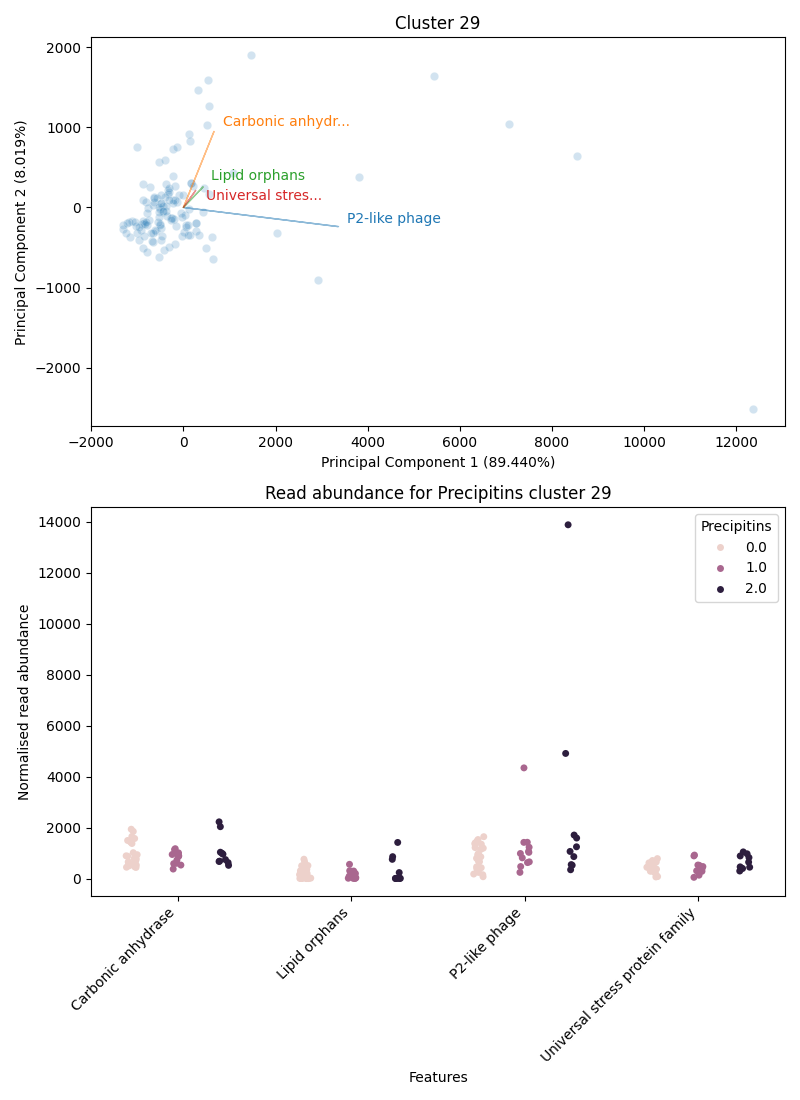 Cluster 29
2000
1000
0
−1000
−2000
Principal Component 2 (8.019%)
Carbonic anhydr...
Lipid orphans
Universal stres...
P2-like phage
−2000
0
2000
4000
6000
8000
10000
12000
Principal Component 1 (89.440%)
Read abundance for Precipitins cluster 29
14000
12000
10000
8000
6000
4000
2000
0
Normalised read abundance
Precipitins
0.0
1.0
2.0
Carbonic anhydrase
Lipid orphans
P2-like phage
Universal stress protein family
Features